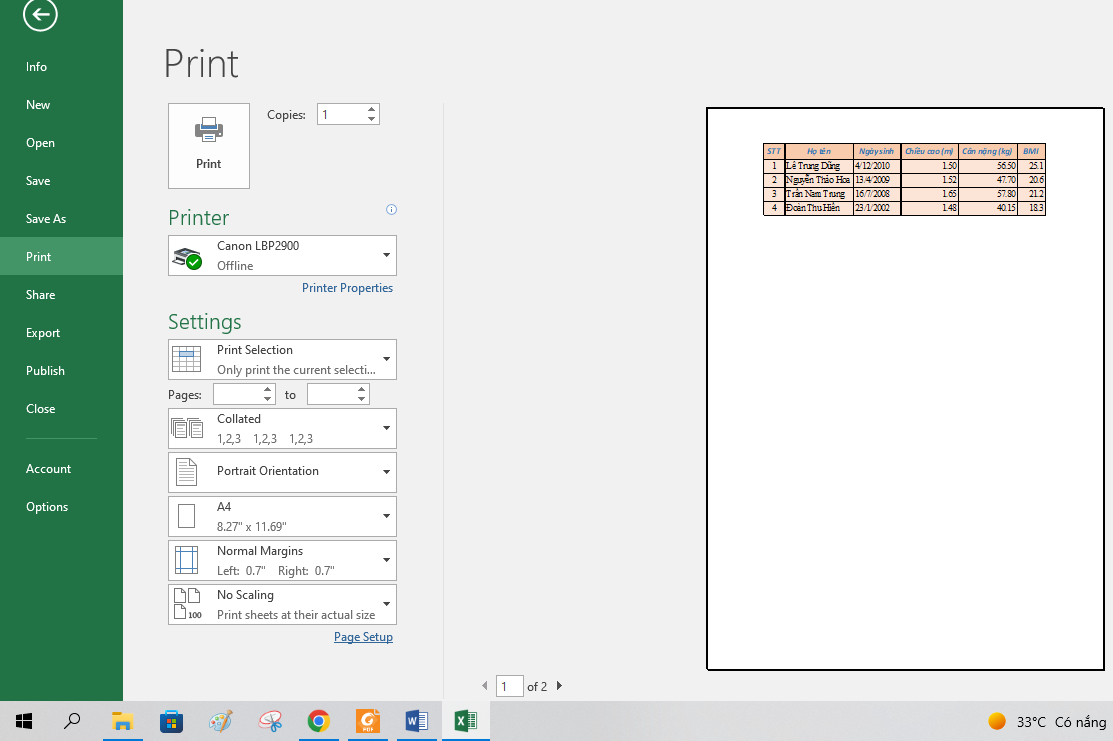 Info
New
Open
Save
Save As
Print
Share
Export
Publish
Close
Account
Options
Print
Print
Copies: 1
Printer
Canon LBP2900
Offline
Printer Properties
Settings
Print Selection
Only print the current selecti...
Pages: to
Collated
1,2,3 1,2,3 1,2,3
Portrait Orientation
A4
8.27" x 11.69"
Normal Margins
Left: 0.7" Right: 0.7"
100
No Scaling
Print sheets at their actual size
Page Setup
STT Họ tên Ngày sinh Chiều cao (m) Cân nặng (kg) BMI
1 Lê Trung Dũng 4/12/2010 1.50 56.50 25.1
2 Nguyễn Thảo Hoa 13/4/2009 1.52 47.70 20.6
3 Trần Nam Trung 16/7/2008 1.65 57.80 21.2
4 Đoàn Thu Hiền 23/1/2002 1.48 40.15 18.3
1 of 2
33°C Có nắng